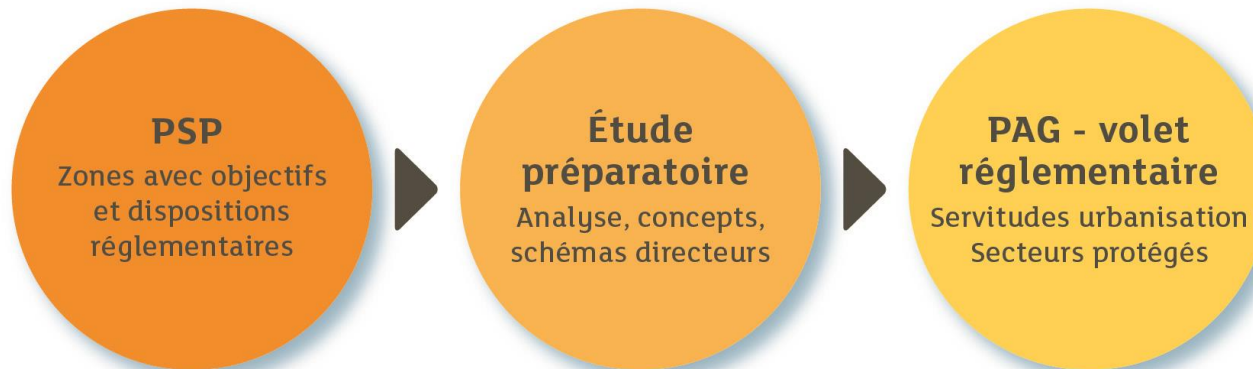 PSP
Zones avec objectifs
et dispositions
réglementaires
Étude
préparatoire
Analyse, concepts,
schémas directeurs
PAG - volet
réglementaire
Servitudes urbanisation
Secteurs protégés